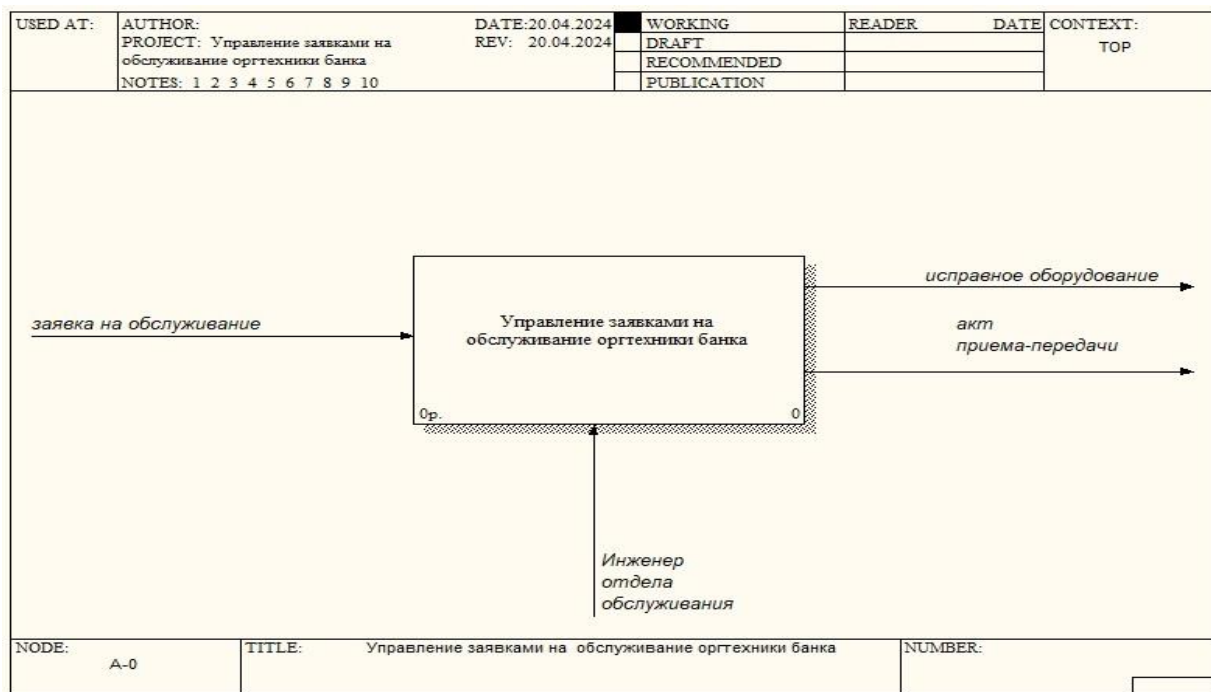 USED AT:
AUTHOR:
DATE:20.04.2024
PROJECT: Управление заявками на
REV: 20.04.2024
обслуживание оргтехники банка
NOTES: 1 2 3 4 5 6 7 8 9 10
WORKING
DRAFT
RECOMMENDED
PUBLICATION
READER DATE
CONTEXT:
TOP
исправное оборудование
заявка на обслуживание
Управление заявками на
обслуживание оргтехники банка
акт
приема-передачи
0р.
0
Инженер
отдела
обслуживания
NODE:
A-0
TITLE:
Управление заявками на обслуживание оргтехники банка
NUMBER: